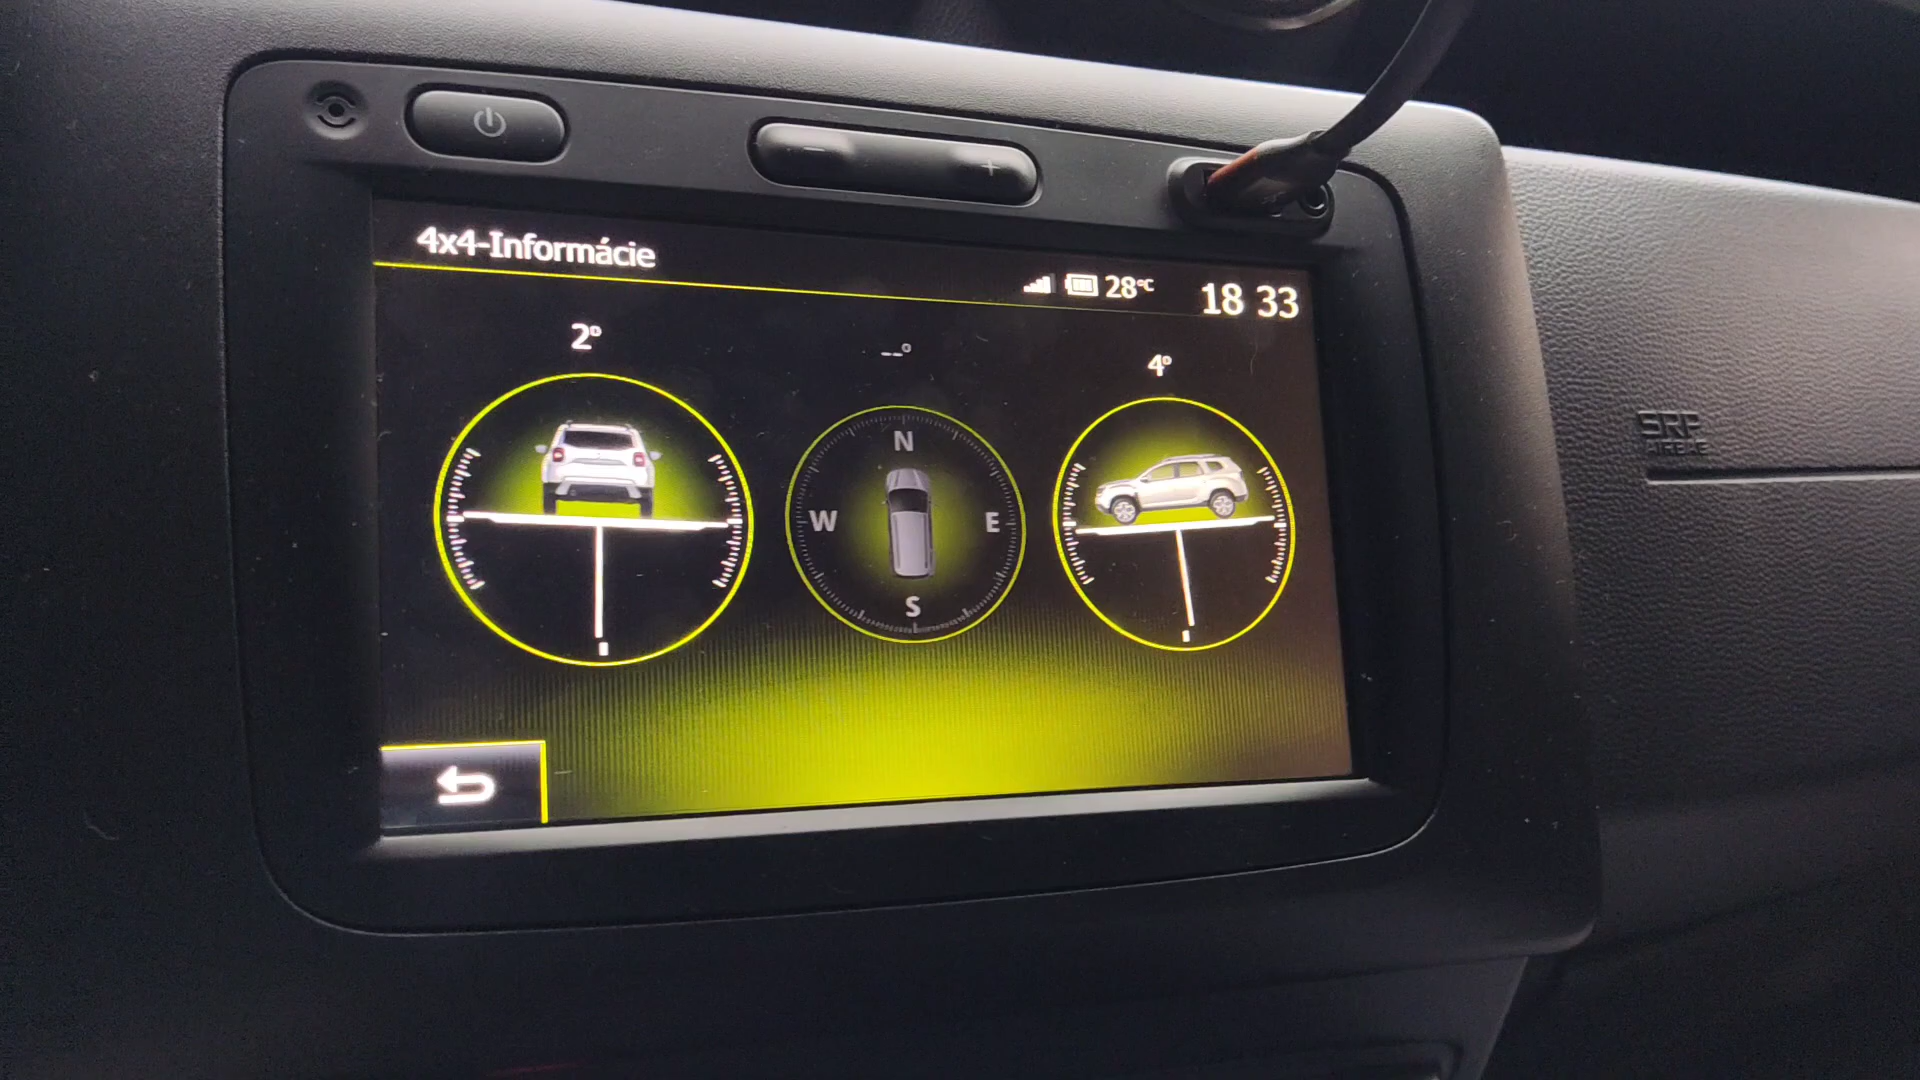 4x4-Informácie
28°C
18 33
2°
--°
4°
N
W
E
S
SRP
AIRBAG